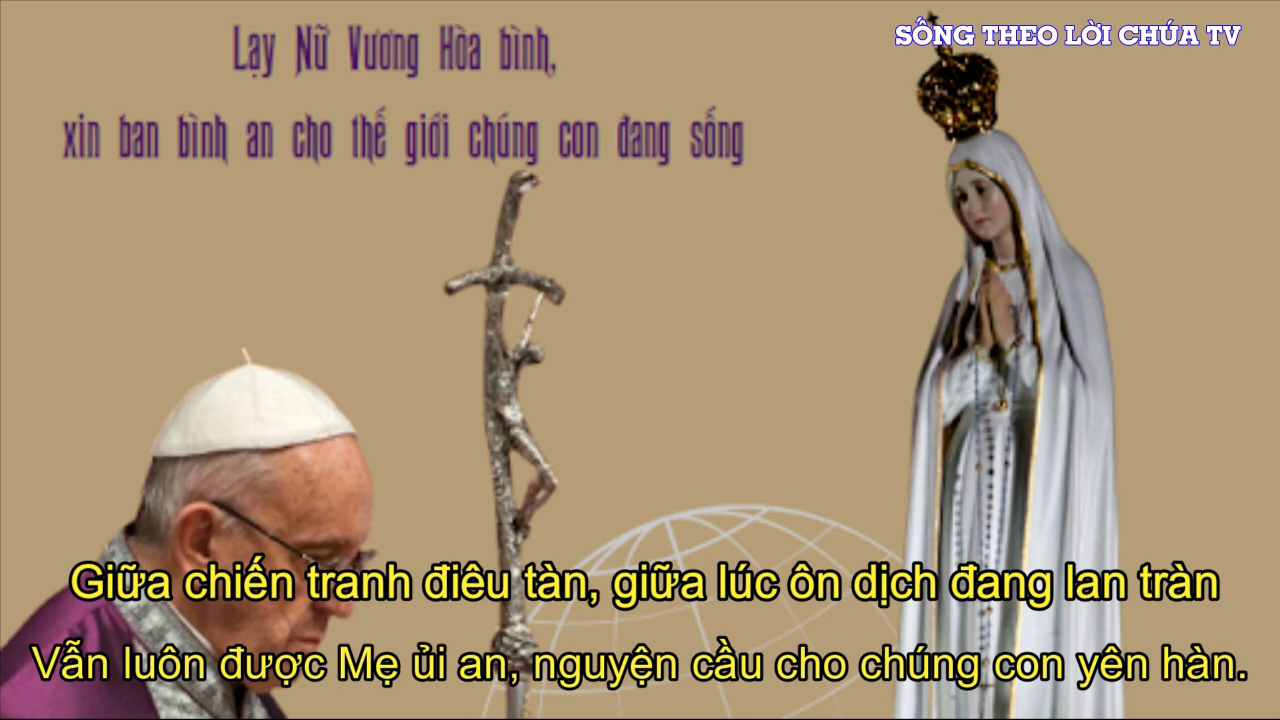 SỐNG THEO LỜI CHÚA TV
Lạy Nữ Vương Hòa bình,
xin ban bình an cho thế giới chúng con đang sống
Giữa chiến tranh điêu tàn, giữa lúc ôn dịch đang lan tràn
Vẫn luôn được Mẹ ủi an, nguyện cầu cho chúng con yên hàn.